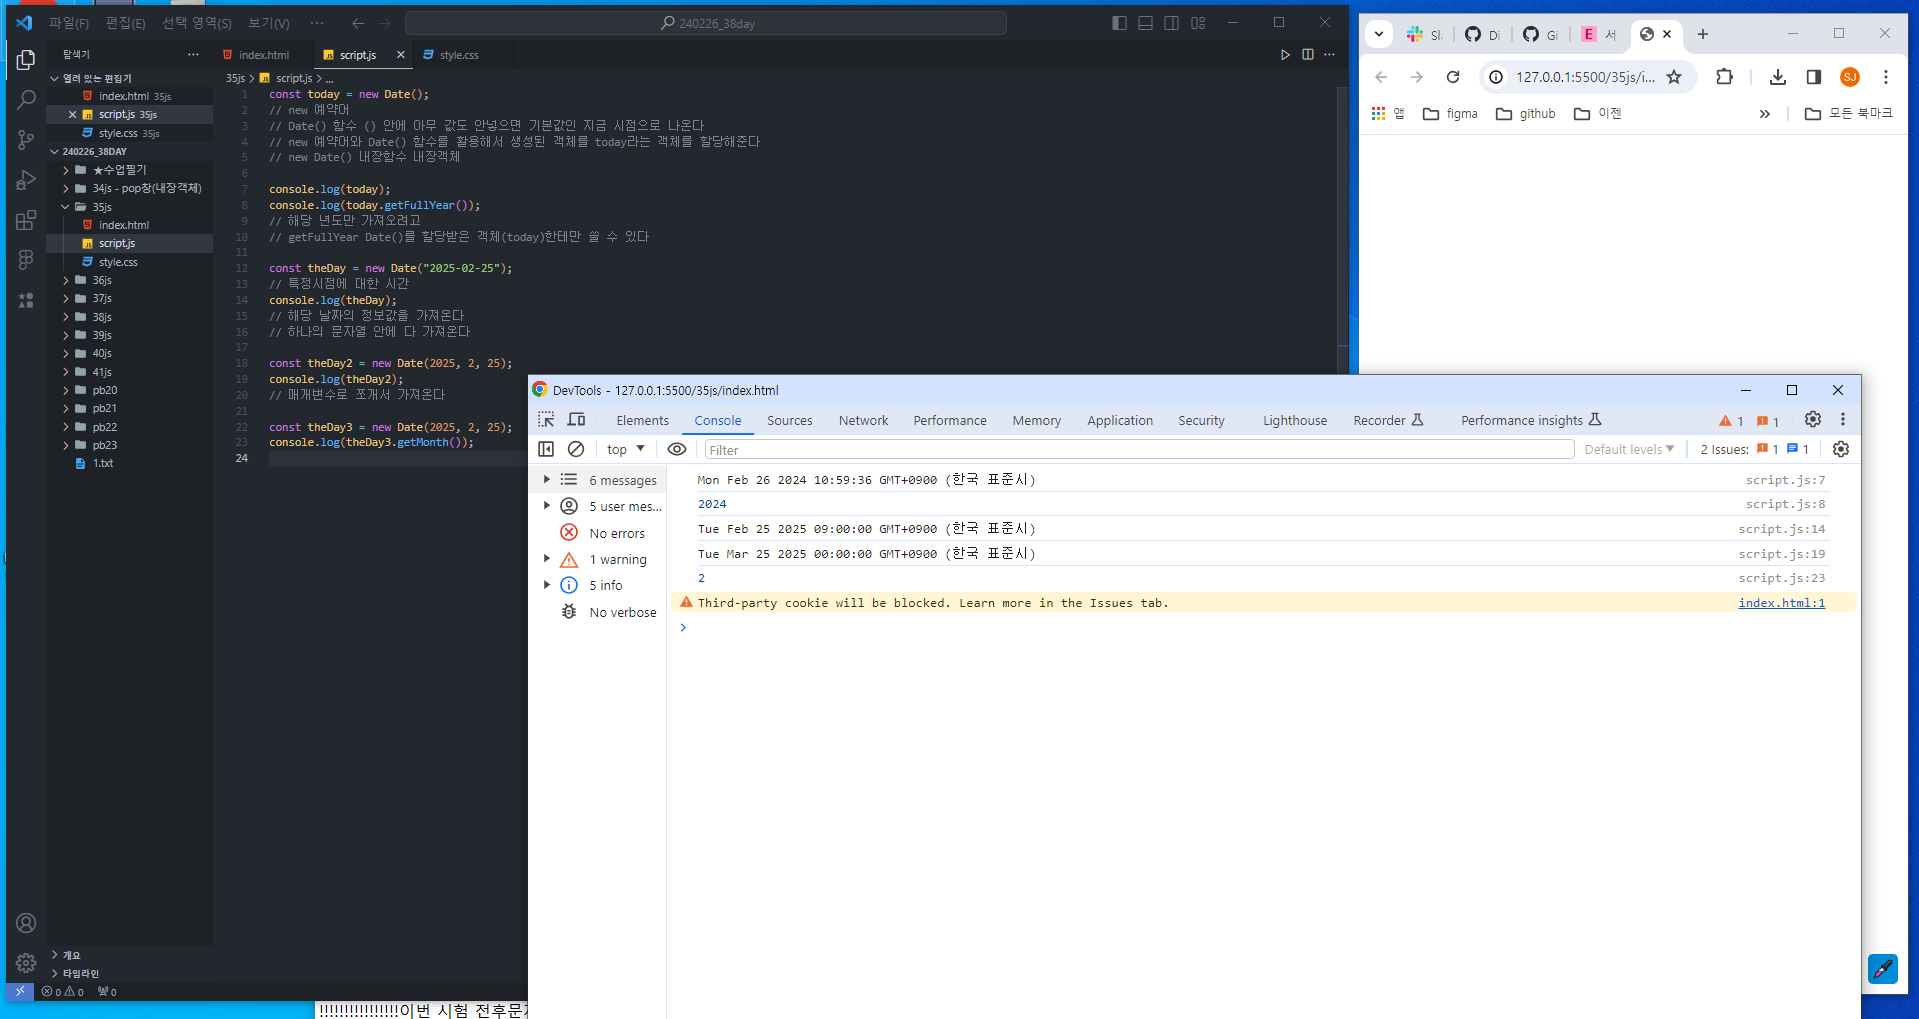 파일(F) 편집(E) 선택 영역(S) 보기(V) ··· 240226_38day
탐색기 ···
열려 있는 편집기
index.html 35js
script.js 35js
style.css 35js
240226_38DAY
★수업필기
34js - pop창(내장객체)
35js
index.html
script.js
style.css
36js
37js
38js
39js
40js
41js
pb20
pb21
pb22
pb23
1.txt
개요
타임라인
0 0 0
index.html script.js style.css
35js > script.js > ...
1 const today = new Date();
2 // new 예약어
3 // Date() 함수 () 안에 아무 값도 안넣으면 기본값인 지금 시점으로 나온다
4 // new 예약어와 Date() 함수를 활용해서 생성된 객체를 today라는 객체를 할당해준다
5 // new Date() 내장함수 내장객체
6
7 console.log(today);
8 console.log(today.getFullYear());
9 // 해당 년도만 가져오려고
10 // getFullYear Date()를 할당받은 객체(today)한테만 쓸 수 있다
11
12 const theDay = new Date("2025-02-25");
13 // 특정시점에 대한 시간
14 console.log(theDay);
15 // 해당 날짜의 정보값을 가져온다
16 // 하나의 문자열 안에 다 가져온다
17
18 const theDay2 = new Date(2025, 2, 25);
19 console.log(theDay2);
20 // 매개변수로 쪼개서 가져온다
21
22 const theDay3 = new Date(2025, 2, 25);
23 console.log(theDay3.getMonth());
24
!!!!!!!!!!!!!!!!이번 시험 전후문
Di Gi E 서
127.0.0.1:5500/35js/i... SJ
앱 figma github 이젠 » 모든 북마크
DevTools - 127.0.0.1:5500/35js/index.html
Elements Console Sources Network Performance Memory Application Security Lighthouse Recorder Performance insights 1 1
top Filter Default levels 2 Issues: 1 1
6 messages
5 user mes...
No errors
1 warning
5 info
No verbose
Mon Feb 26 2024 10:59:36 GMT+0900 (한국 표준시) script.js:7
2024 script.js:8
Tue Feb 25 2025 09:00:00 GMT+0900 (한국 표준시) script.js:14
Tue Mar 25 2025 00:00:00 GMT+0900 (한국 표준시) script.js:19
2 script.js:23
Third-party cookie will be blocked. Learn more in the Issues tab. index.html:1